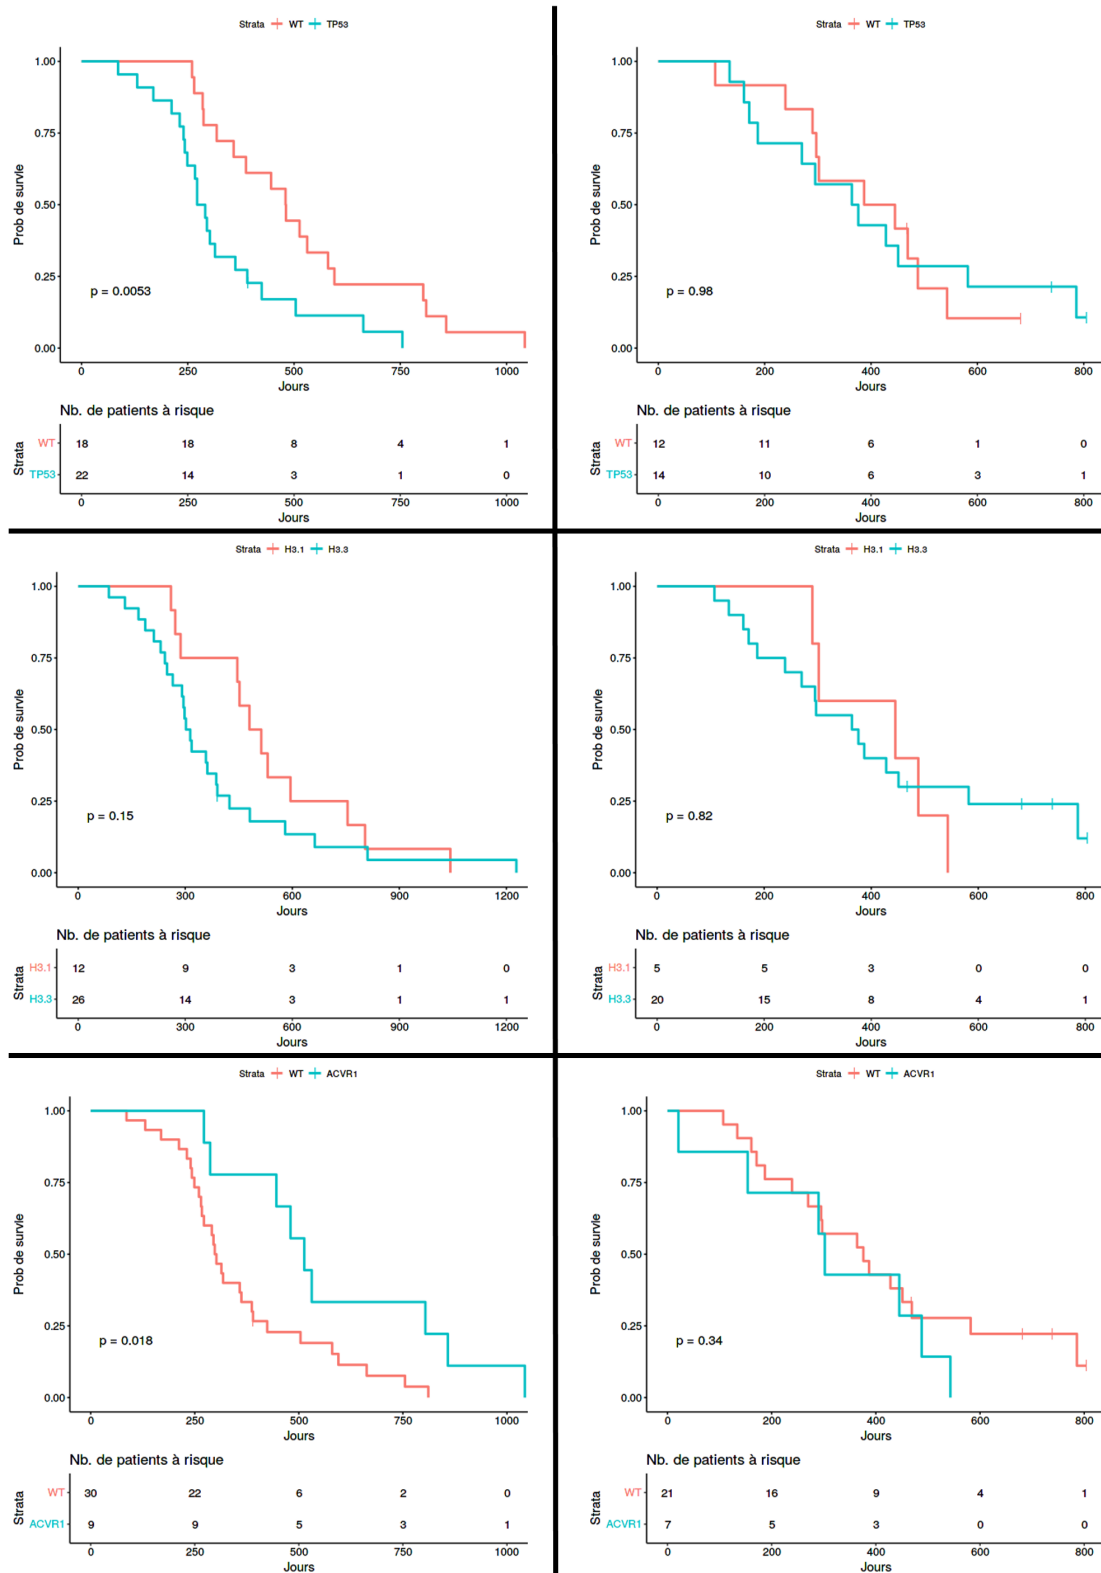 Strata WT TP53
1.00
0.75
0.50
0.25
0.00
Prob de survie
p = 0.0053
0 250 500 750 1000
Jours
Nb. de patients à risque
Strata
WT 18 18 8 4 1
TP53 22 14 3 1 0
0 250 500 750 1000
Jours
Strata WT TP53
1.00
0.75
0.50
0.25
0.00
Prob de survie
p = 0.98
0 200 400 600 800
Jours
Nb. de patients à risque
Strata
WT 12 11 6 1 0
TP53 14 10 6 3 1
0 200 400 600 800
Jours
Strata H3.1 H3.3
1.00
0.75
0.50
0.25
0.00
Prob de survie
p = 0.15
0 300 600 900 1200
Jours
Nb. de patients à risque
Strata
H3.1 12 9 3 1 0
H3.3 26 14 3 1 1
0 300 600 900 1200
Jours
Strata H3.1 H3.3
1.00
0.75
0.50
0.25
0.00
Prob de survie
p = 0.82
0 200 400 600 800
Jours
Nb. de patients à risque
Strata
H3.1 5 5 3 0 0
H3.3 20 15 8 4 1
0 200 400 600 800
Jours
Strata WT ACVR1
1.00
0.75
0.50
0.25
0.00
Prob de survie
p = 0.018
0 250 500 750 1000
Jours
Nb. de patients à risque
Strata
WT 30 22 6 2 0
ACVR1 9 9 5 3 1
0 250 500 750 1000
Jours
Strata WT ACVR1
1.00
0.75
0.50
0.25
0.00
Prob de survie
p = 0.34
0 200 400 600 800
Jours
Nb. de patients à risque
Strata
WT 21 16 9 4 1
ACVR1 7 5 3 0 0
0 200 400 600 800
Jours